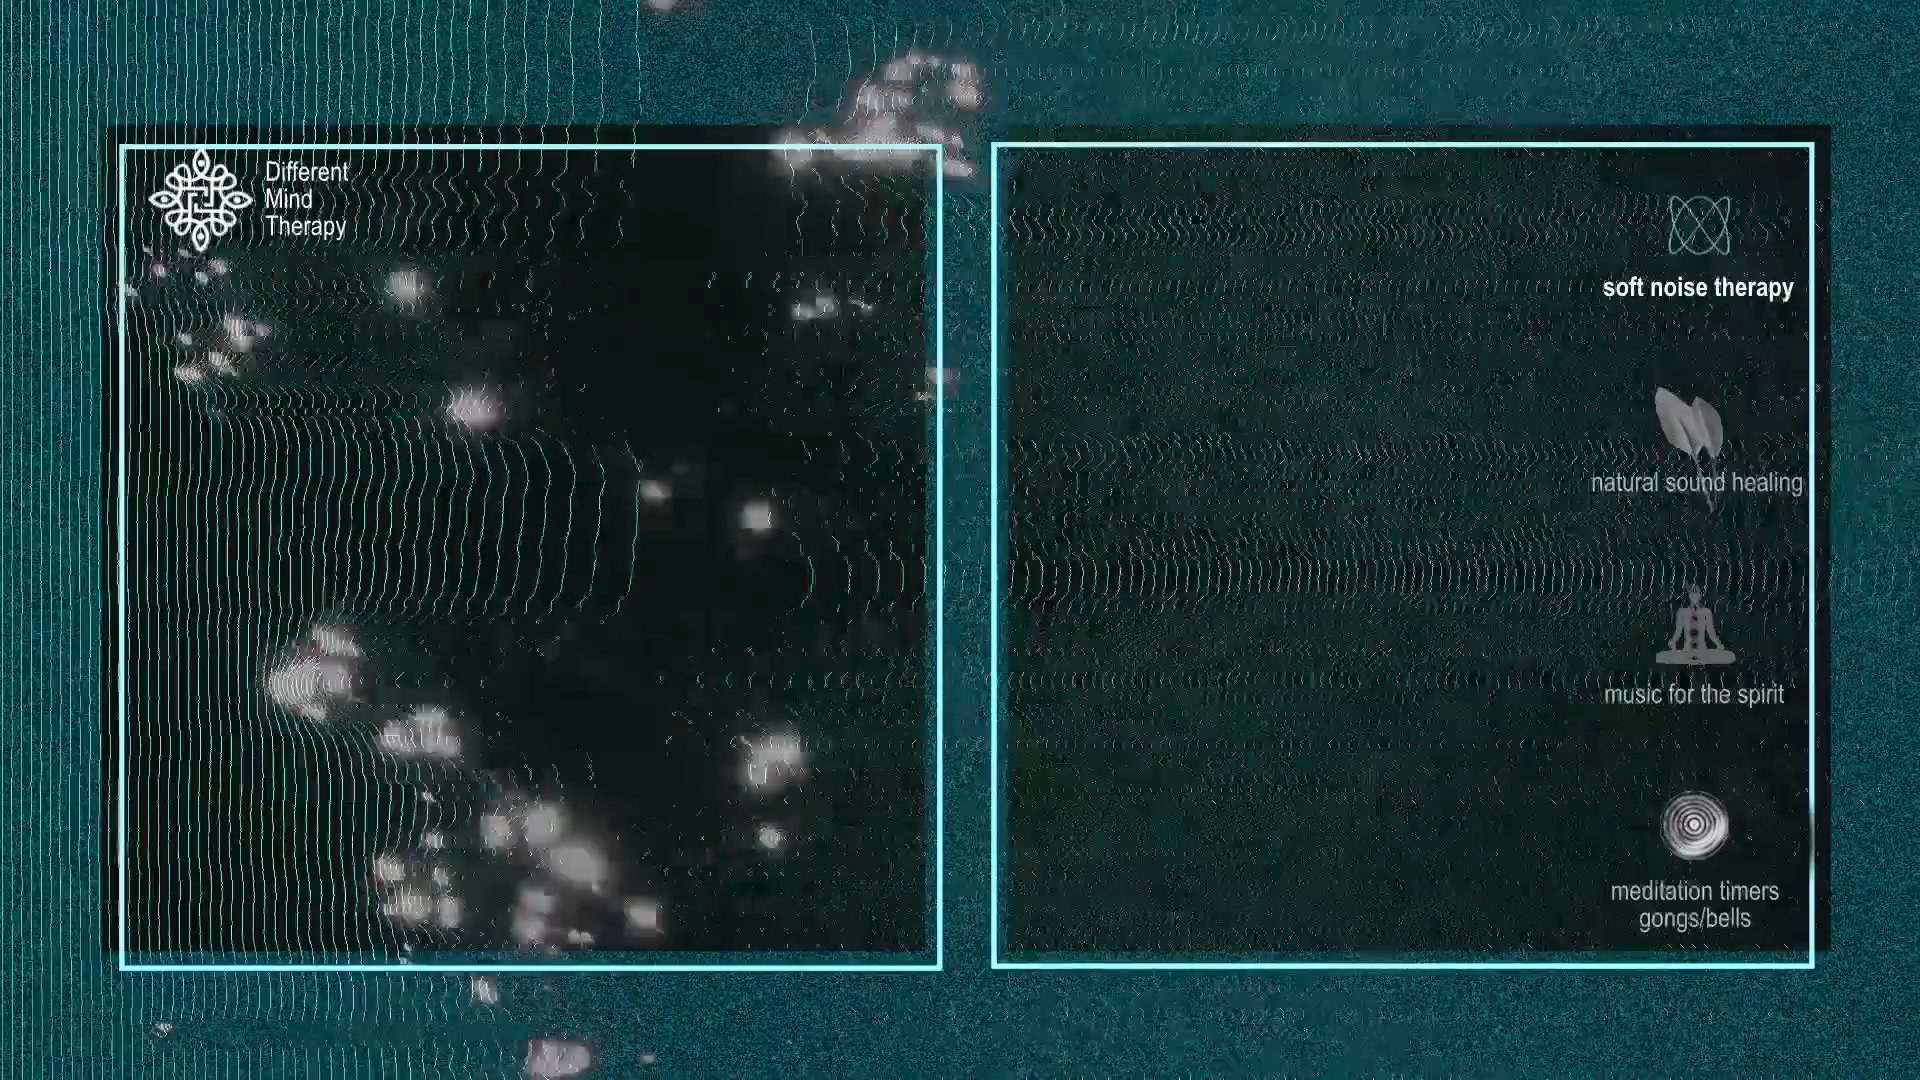 Different
Mind
Therapy
soft noise therapy
natural sound healing
music for the spirit
meditation timers
gongs/bells